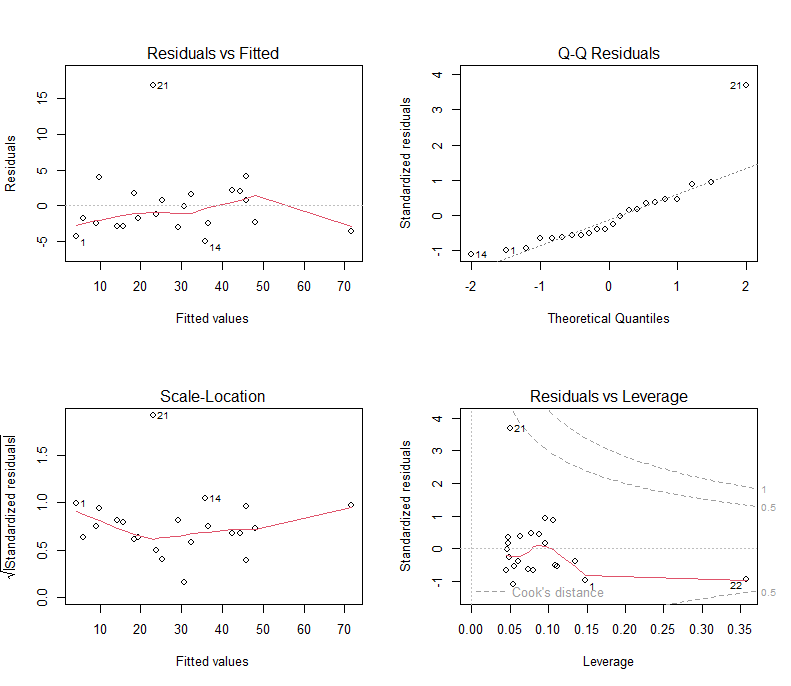 Residuals vs Fitted
Residuals
15
10
5
0
-5
21
1
14
10 20 30 40 50 60 70
Fitted values
Q-Q Residuals
Standardized residuals
4
3
2
1
0
-1
21
14
1
-2 -1 0 1 2
Theoretical Quantiles
Scale-Location
√|Standardized residuals|
1.5
1.0
0.5
0.0
21
1
14
10 20 30 40 50 60 70
Fitted values
Residuals vs Leverage
Standardized residuals
4
3
2
1
0
-1
21
1
0.5
1
22
0.5
Cook's distance
0.00 0.05 0.10 0.15 0.20 0.25 0.30 0.35
Leverage